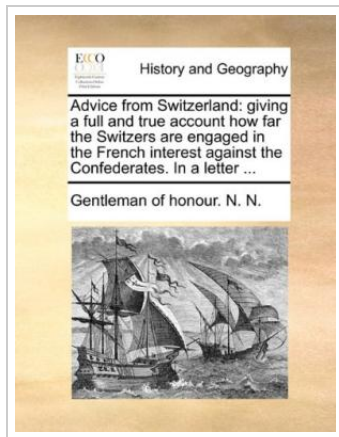 ECCO
History and Geography
Advice from Switzerland: giving
a full and true account how far
the Switzers are engaged in
the French interest against the
Confederates. In a letter ...
Gentleman of honour. N. N.